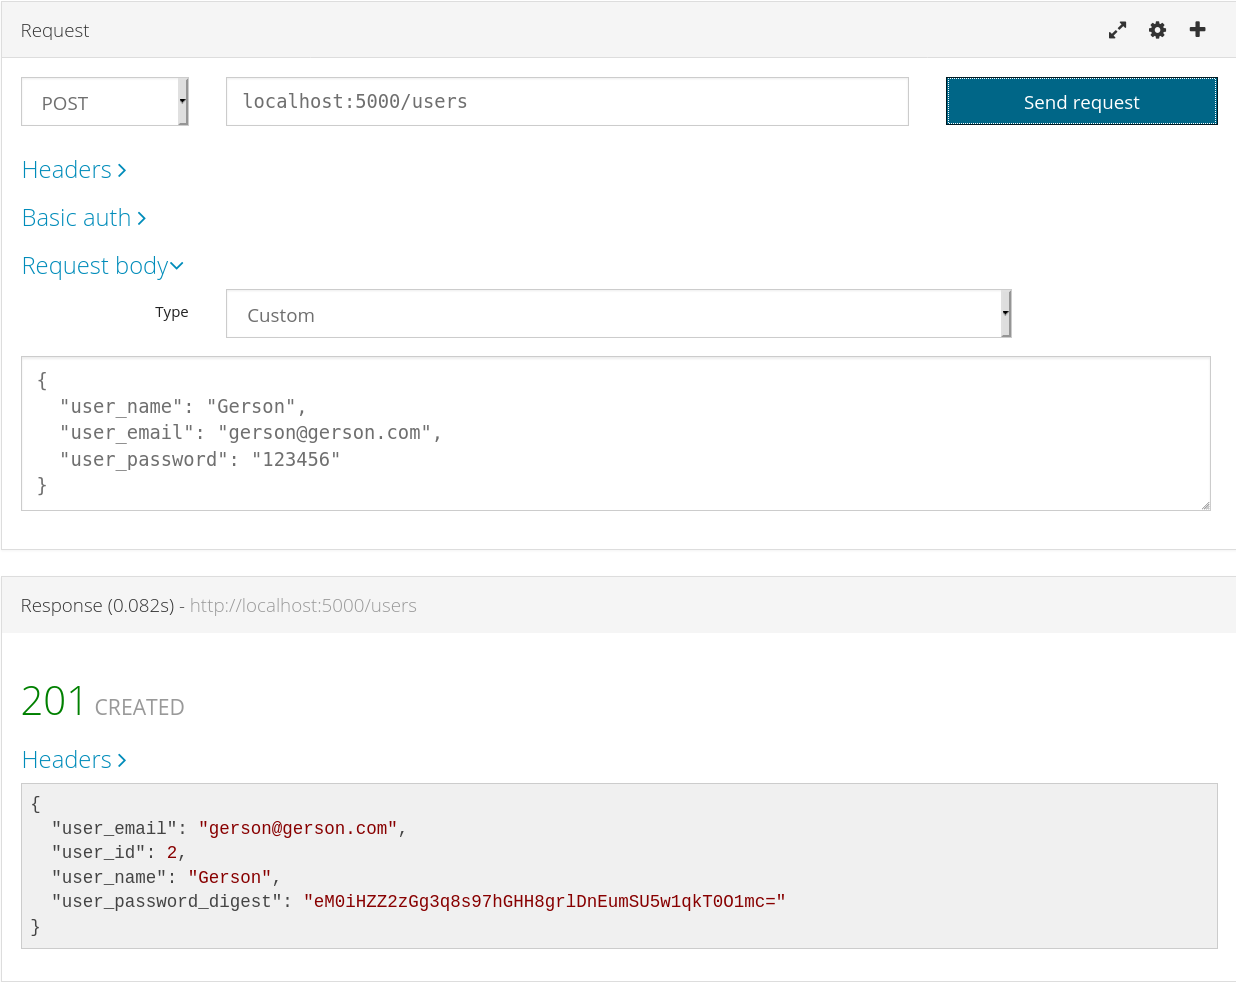 Request
POST
localhost:5000/users
Send request
Headers
Basic auth
Request body
Type
Custom
{
"user_name": "Gerson",
"user_email": "gerson@gerson.com",
"user_password": "123456"
}
Response (0.082s) - http://localhost:5000/users
201 CREATED
Headers
{
"user_email": "gerson@gerson.com",
"user_id": 2,
"user_name": "Gerson",
"user_password_digest": "eM0iHZZ2zGg3q8s97hGHH8grlDnEumSU5w1qkT0O1mc="
}